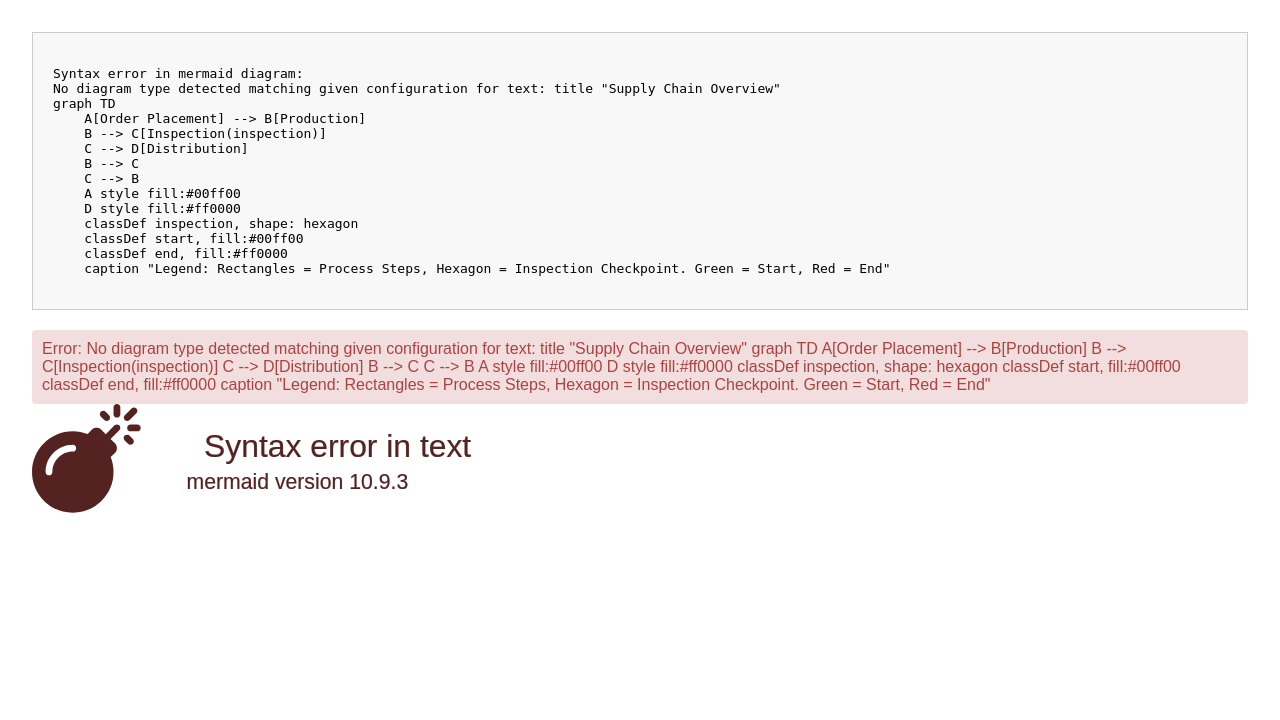 Syntax error in mermaid diagram:
No diagram type detected matching given configuration for text: title "Supply Chain Overview"
graph TD
    A[Order Placement] --> B[Production]
    B --> C[Inspection(inspection)]
    C --> D[Distribution]
    B --> C
    C --> B
    A style fill:#00ff00
    D style fill:#ff0000
    classDef inspection, shape: hexagon
    classDef start, fill:#00ff00
    classDef end, fill:#ff0000
    caption "Legend: Rectangles = Process Steps, Hexagon = Inspection Checkpoint. Green = Start, Red = End"
Error: No diagram type detected matching given configuration for text: title "Supply Chain Overview" graph TD A[Order Placement] --> B[Production] B -->
C[Inspection(inspection)] C --> D[Distribution] B --> C C --> B A style fill:#00ff00 D style fill:#ff0000 classDef inspection, shape: hexagon classDef start, fill:#00ff00
classDef end, fill:#ff0000 caption "Legend: Rectangles = Process Steps, Hexagon = Inspection Checkpoint. Green = Start, Red = End"
Syntax error in text
mermaid version 10.9.3